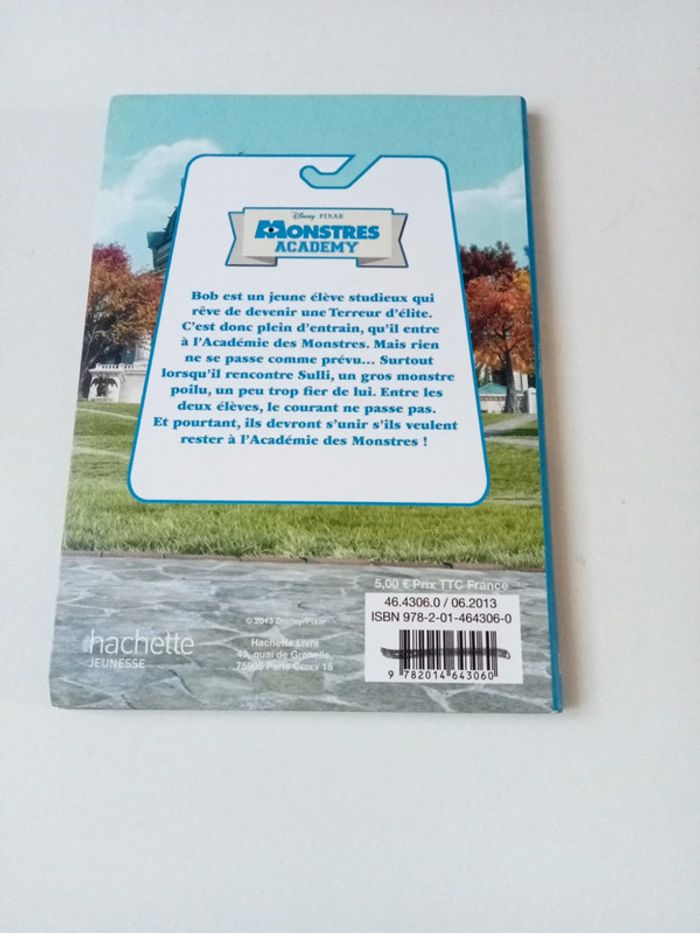 Disney PIXAR
MONSTRES
ACADEMY
Bob est un jeune élève studieux qui
rêve de devenir une Terreur d'élite.
C'est donc plein d'entrain, qu'il entre
à l'Académie des Monstres. Mais rien
ne se passe comme prévu... Surtout
lorsqu'il rencontre Sulli, un gros monstre
poilu, un peu trop fier de lui. Entre les
deux élèves, le courant ne passe pas.
Et pourtant, ils devront s'unir s'ils veulent
rester à l'Académie des Monstres !
5,00 € Prix TTC France
46.4306.0 / 06.2013
ISBN 978-2-01-464306-0
9 782014 643060
© 2013 Disney/Pixar
Hachette Livre
43, quai de Grenelle,
75905 Paris Cedex 15
hachette
JEUNESSE